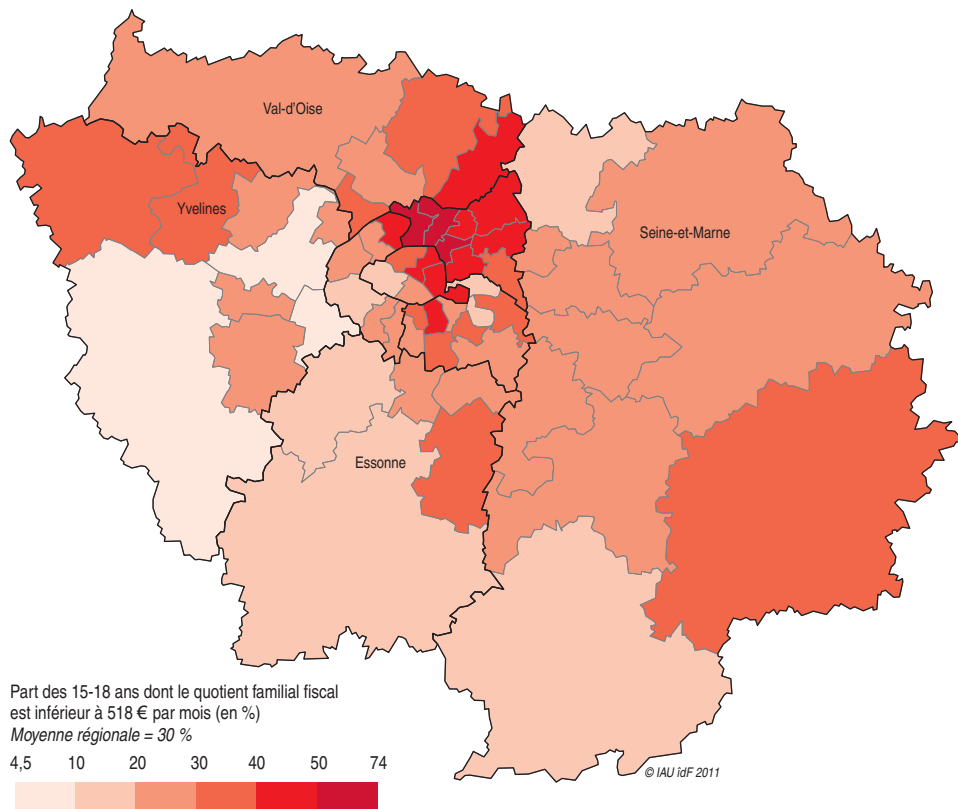 Val-d'Oise
Yvelines
Seine-et-Marne
Essonne
Part des 15-18 ans dont le quotient familial fiscal
est inférieur à 518 € par mois (en %)
Moyenne régionale = 30 %
4,5 10 20 30 40 50 74
© IAU îdF 2011